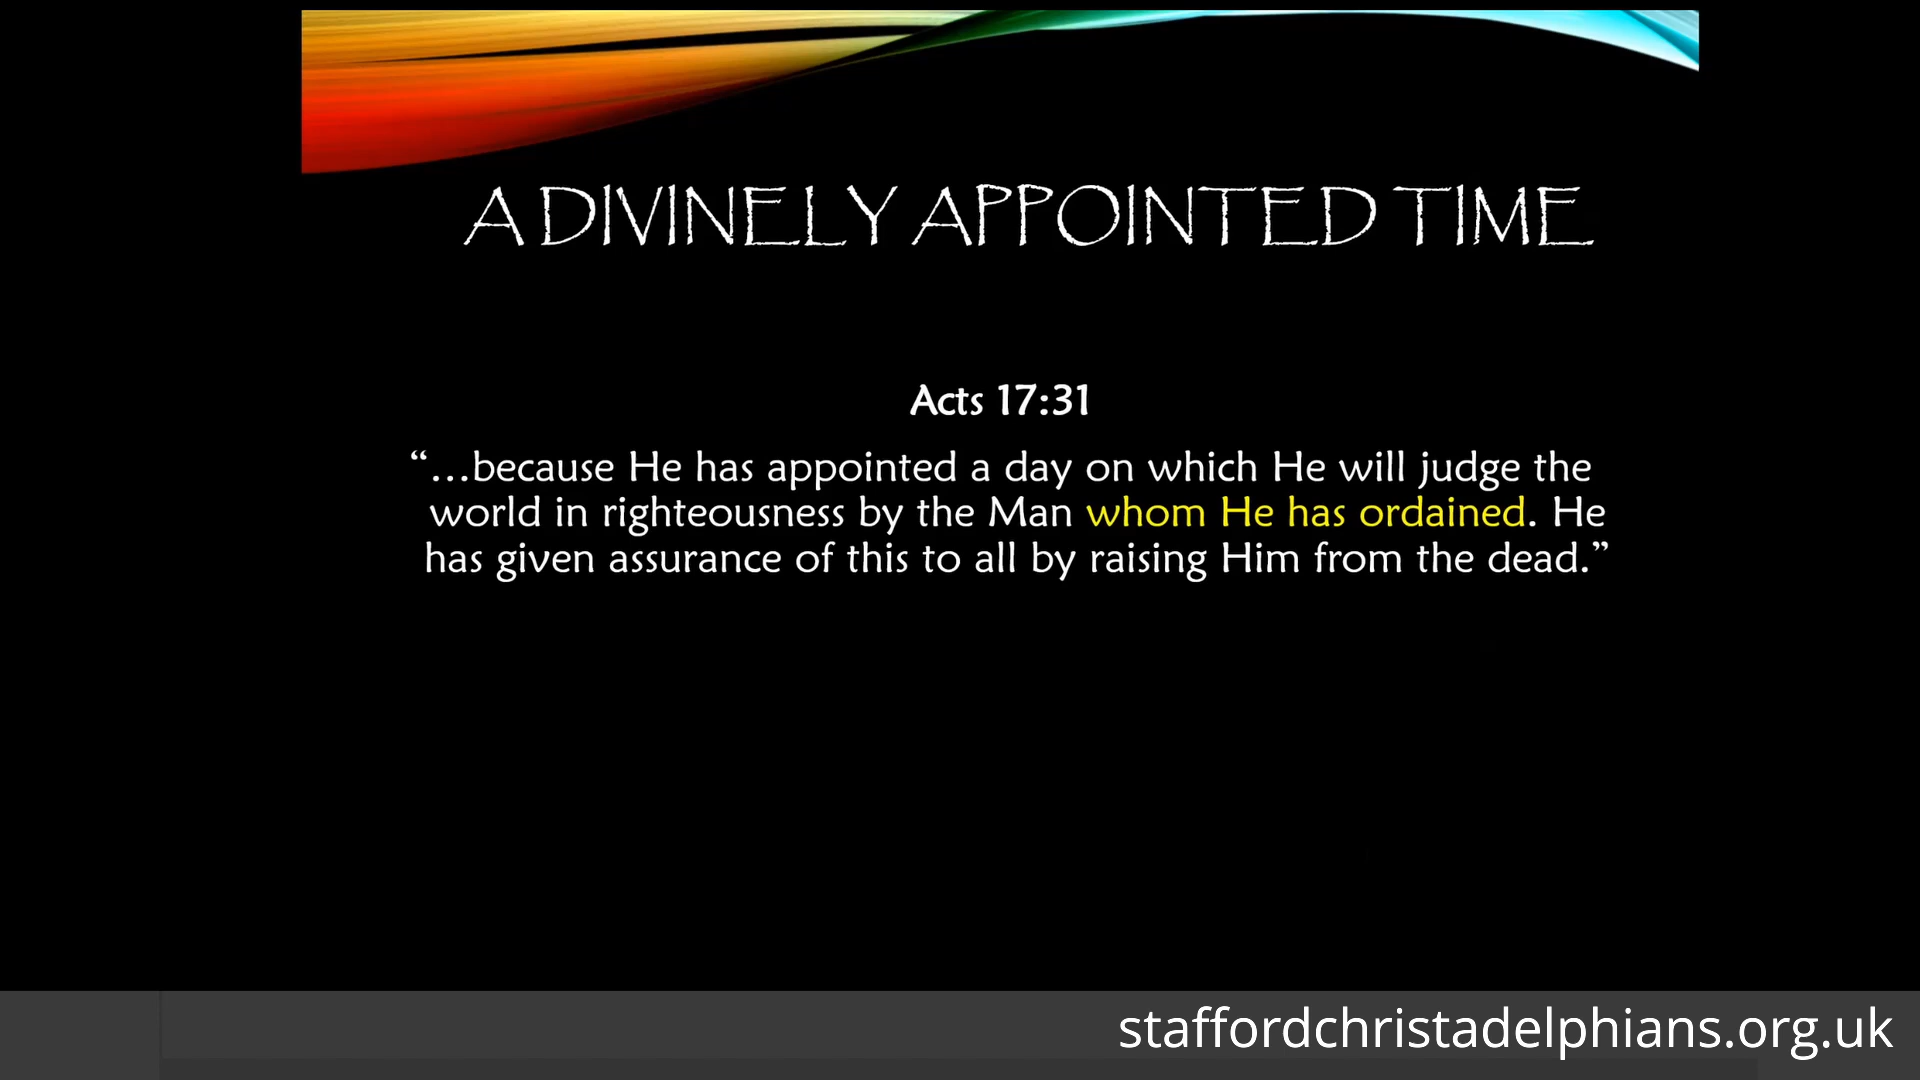 A DIVINELY APPOINTED TIME
Acts 17:31
“…because He has appointed a day on which He will judge the
world in righteousness by the Man whom He has ordained. He
has given assurance of this to all by raising Him from the dead.”
staffordchristadelphians.org.uk